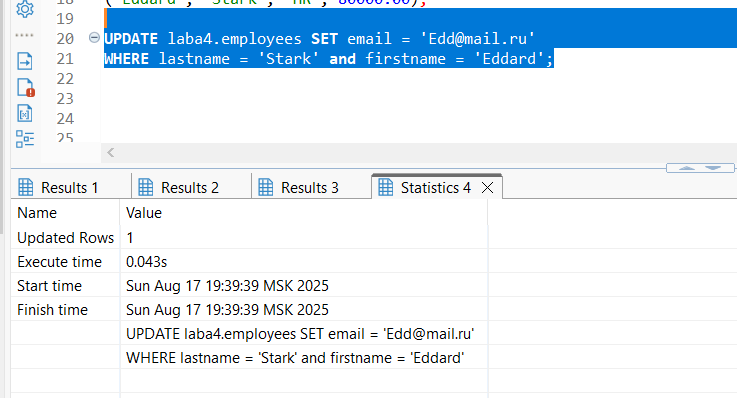 18 ('Eddard', 'Stark', 'HR', 80000.00);
19
20 UPDATE laba4.employees SET email = 'Edd@mail.ru'
21 WHERE lastname = 'Stark' and firstname = 'Eddard';
22
23
24
25
Results 1 Results 2 Results 3 Statistics 4
Name Value
Updated Rows 1
Execute time 0.043s
Start time Sun Aug 17 19:39:39 MSK 2025
Finish time Sun Aug 17 19:39:39 MSK 2025
UPDATE laba4.employees SET email = 'Edd@mail.ru'
WHERE lastname = 'Stark' and firstname = 'Eddard'